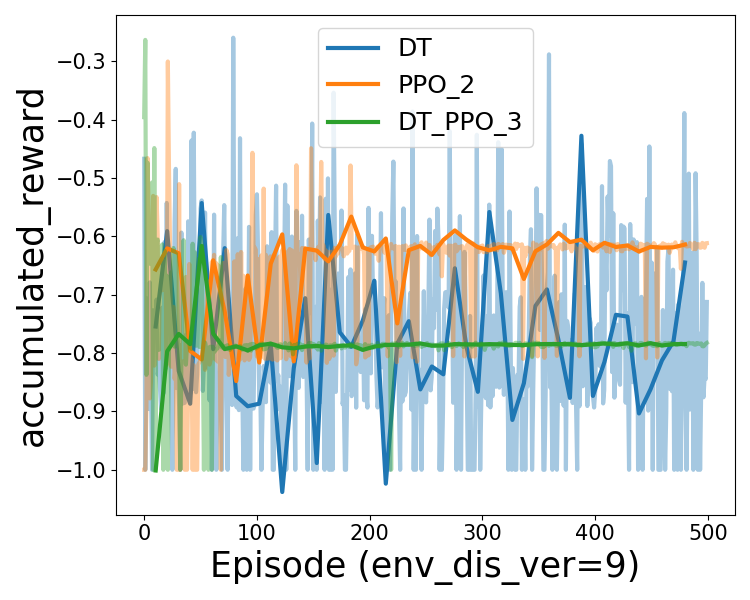 accumulated_reward
−0.3
−0.4
−0.5
−0.6
−0.7
−0.8
−0.9
−1.0
DT
PPO_2
DT_PPO_3
0
100
200
300
400
500
Episode (env_dis_ver=9)